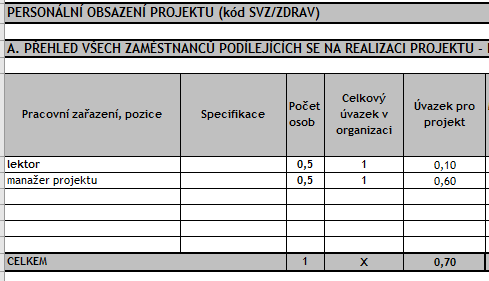 PERSONÁLNÍ OBSAZENÍ PROJEKTU (kód SVZ/ZDRAV)
A. PŘEHLED VŠECH ZAMĚSTNANCŮ PODÍLEJÍCÍCH SE NA REALIZACI PROJEKTU -
Pracovní zařazení, pozice Specifikace Počet osob Celkový úvazek v organizaci Úvazek pro projekt
lektor 0,5 1 0,10
manažer projektu 0,5 1 0,60
CELKEM 1 X 0,70